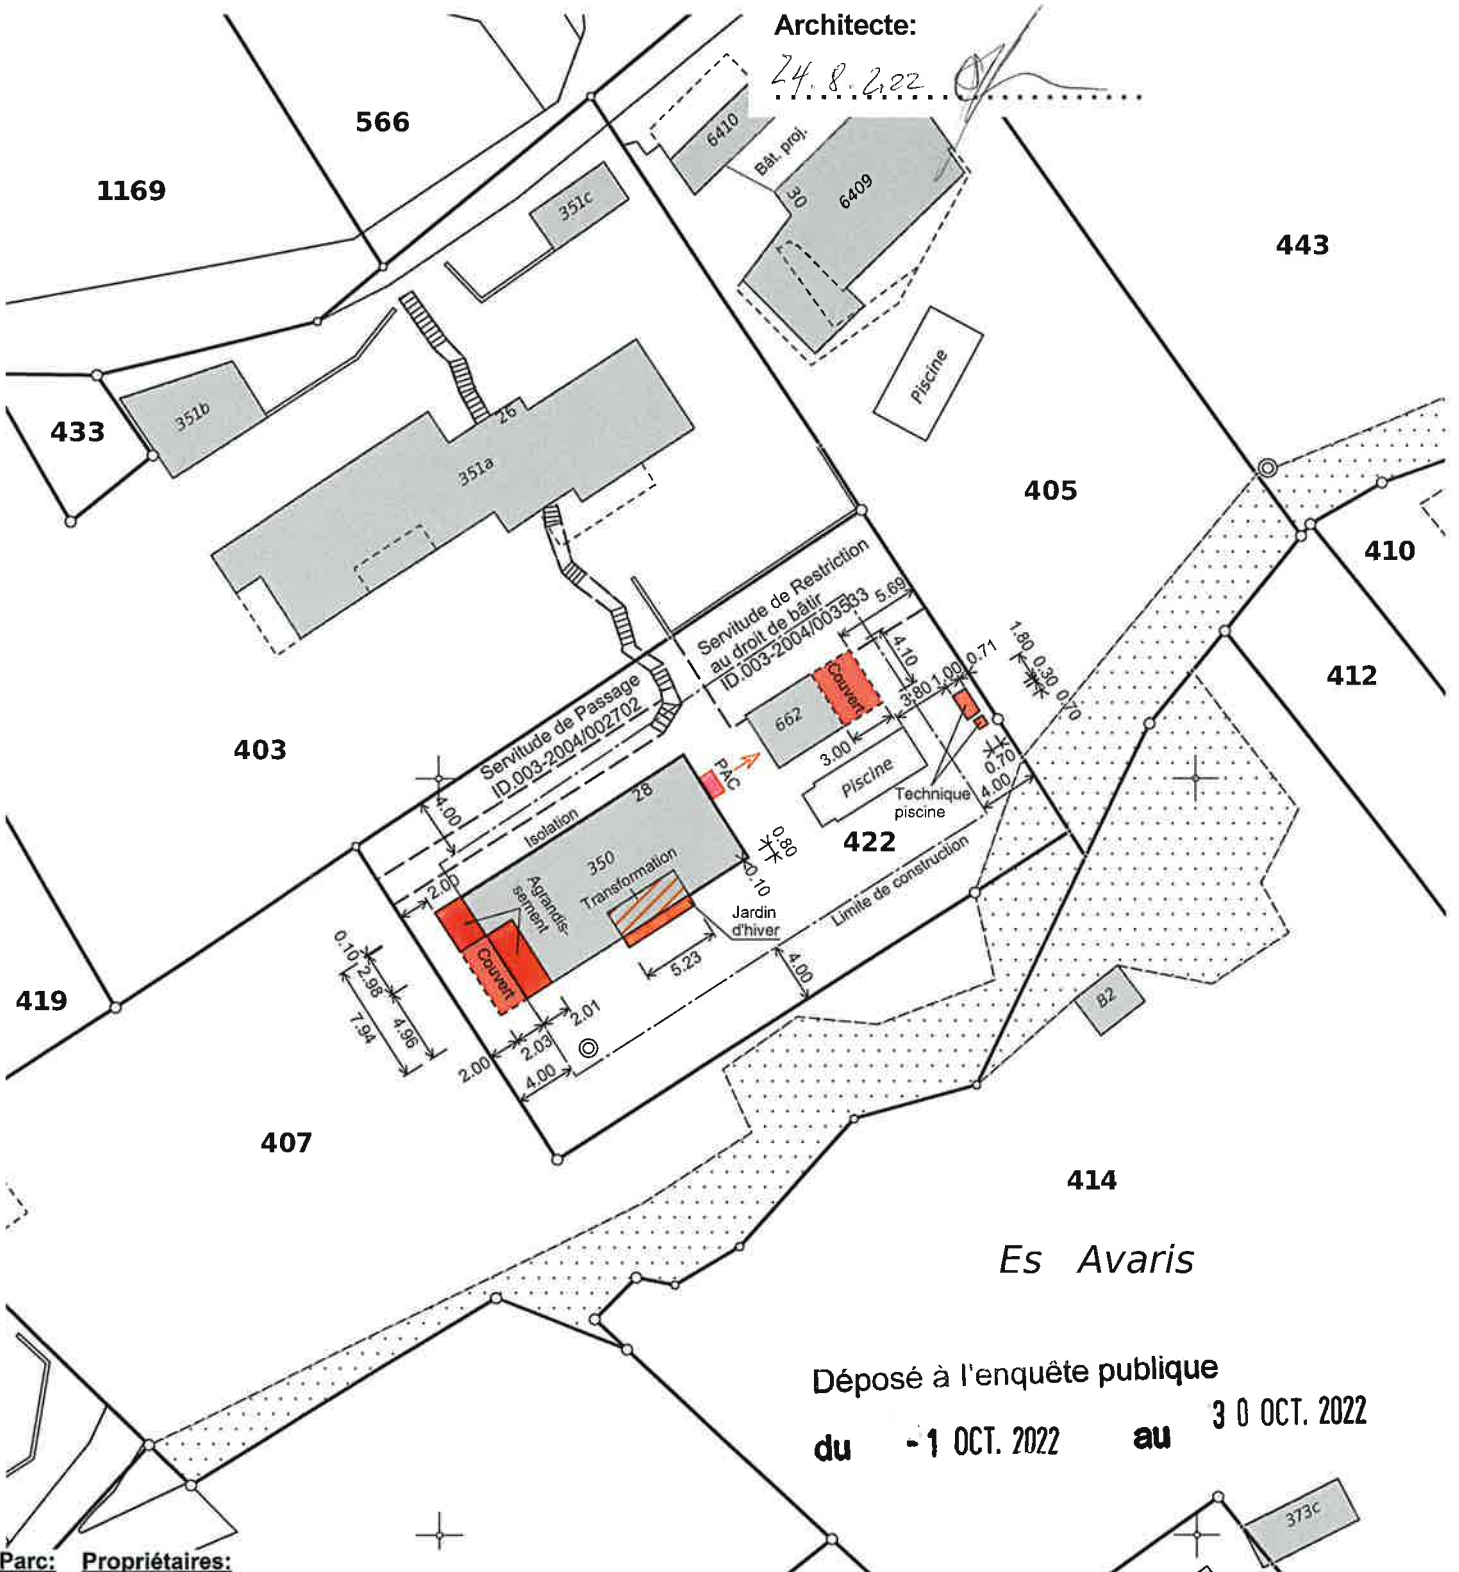 Architecte:
24.8.2022
566
1169
351c
6410
Bât. proj.
30
6409
443
Piscine
351b
433
26
351a
405
410
412
Servitude de Restriction
au droit de bâtir
ID.003-2004/003533
5.69
4.10
3.80
1.00
0.71
1.80
0.30
0.70
Couvert
662
3.00
Piscine
Technique
piscine
0.70
4.00
403
Servitude de Passage
ID.003-2004/002702
4.00
PAC
28
Isolation
350
Transformation
Agrandis-
sement
2.00
0.80
0.10
422
Limite de construction
Jardin
d'hiver
Couvert
5.23
4.00
0.10
2.98
7.94
4.96
2.01
2.03
2.00
4.00
419
82
407
414
Es Avaris
Déposé à l'enquête publique
du - 1 OCT. 2022 au 30 OCT. 2022
373c
Parc: Propriétaires: